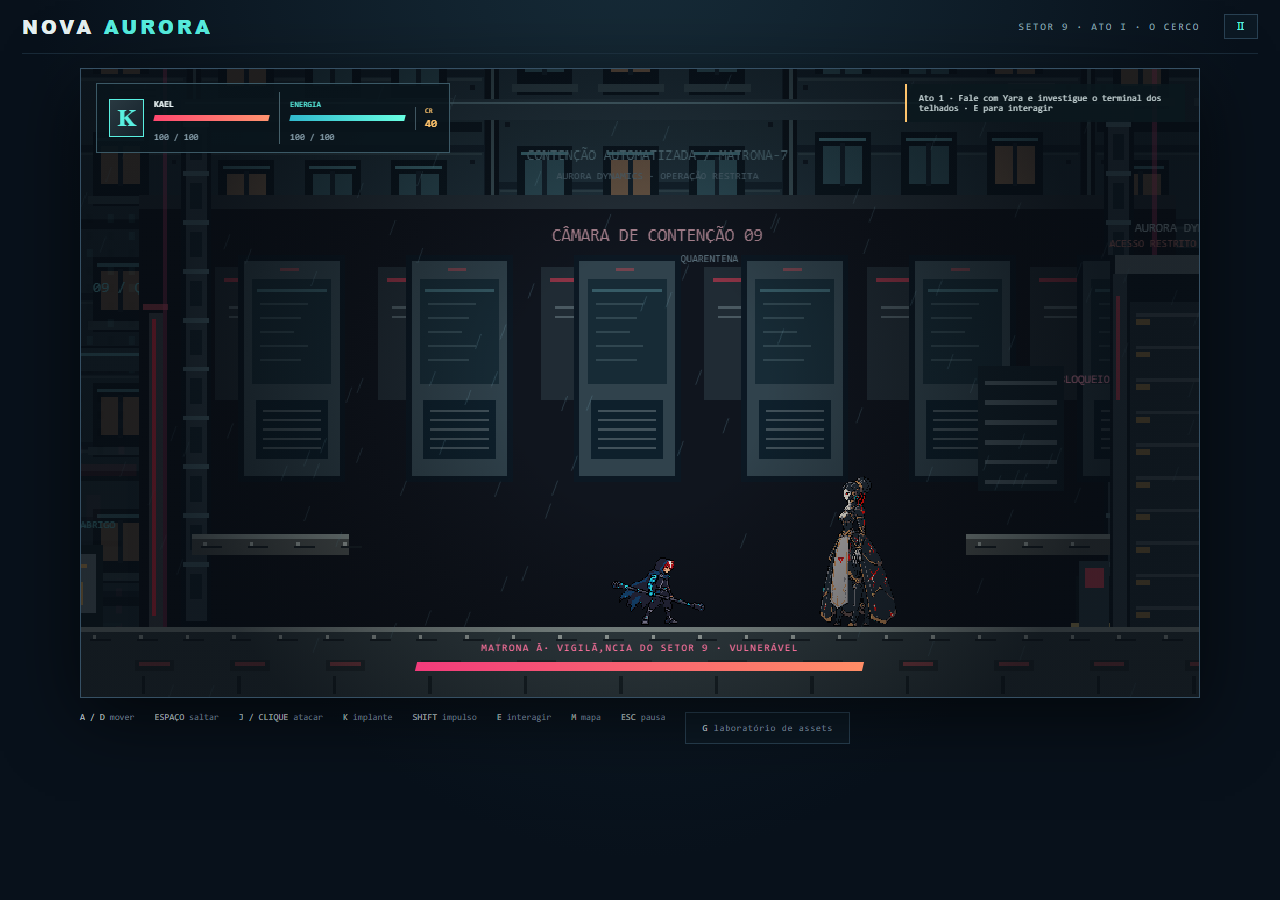 NOVA AURORA
SETOR 9 · ATO I · O CERCO
II
K
KAEL
100 / 100
ENERGIA
100 / 100
CR
40
Ato 1 · Fale com Yara e investigue o terminal dos
telhados · E para interagir
CONTENÇÃO AUTOMATIZADA / MATRONA-7
AURORA DYNAMICS - OPERAÇÃO RESTRITA
CÂMARA DE CONTENÇÃO 09
QUARENTENA
AURORA DY
ACESSO RESTRITO
09 /
LOQUEIO
ABRIGO
MATRONA Â· VIGILÂ‚NCIA DO SETOR 9 · VULNERÁVEL
A / D mover
ESPAÇO saltar
J / CLIQUE atacar
K implante
SHIFT impulso
E interagir
M mapa
ESC pausa
G laboratório de assets